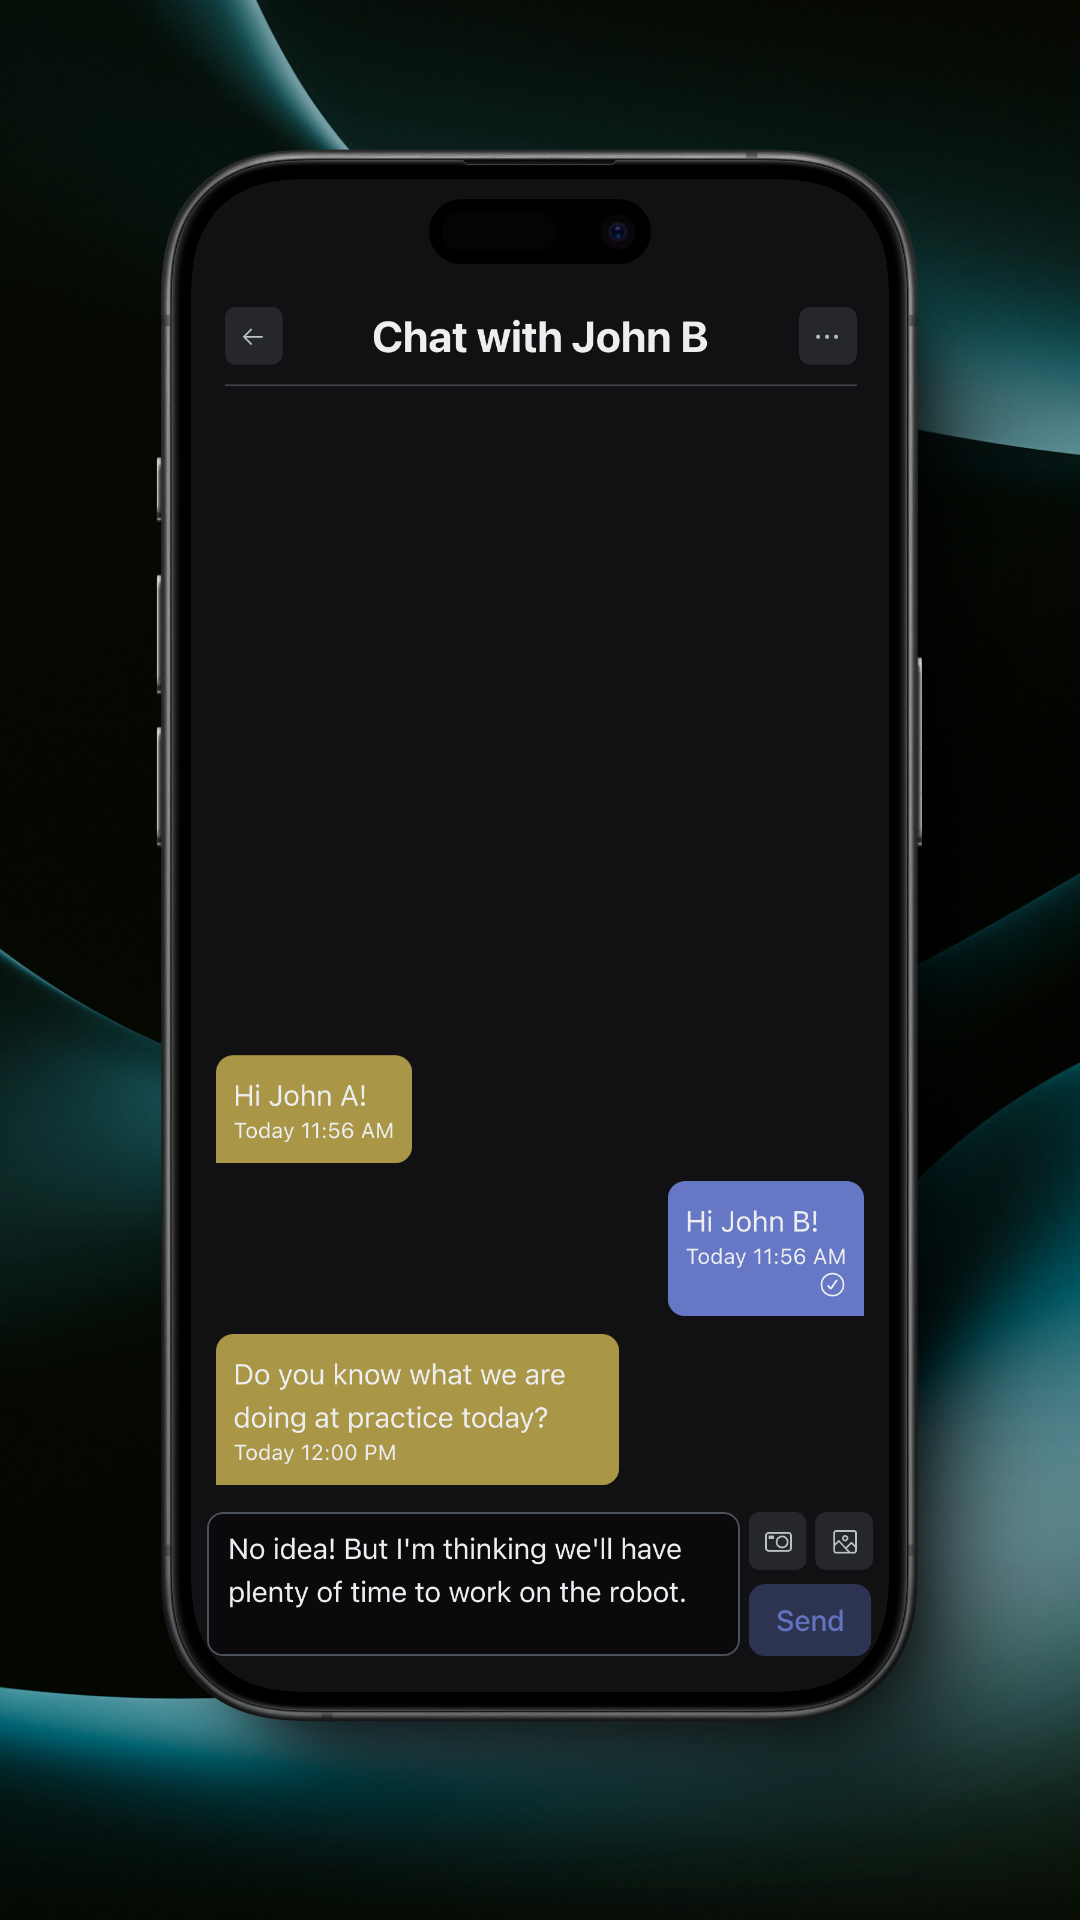 Chat with John B
Hi John A!
Today 11:56 AM
Hi John B!
Today 11:56 AM
Do you know what we are
doing at practice today?
Today 12:00 PM
No idea! But I'm thinking we'll have
plenty of time to work on the robot.
Send